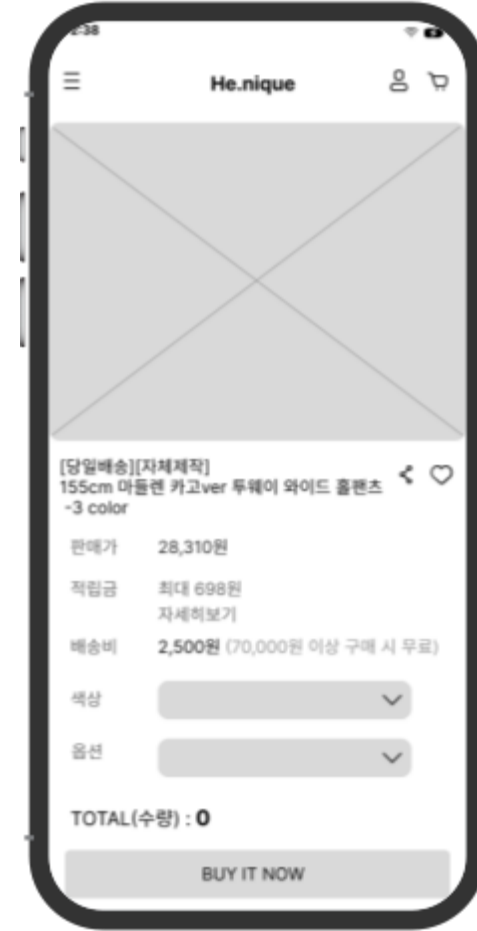 2:38
He.nique
[당일배송][자체제작]
155cm 마들렌 카고ver 투웨이 와이드 홀팬츠
-3 color
판매가 28,310원
적립금 최대 698원
자세히보기
배송비 2,500원 (70,000원 이상 구매 시 무료)
색상
옵션
TOTAL(수량) : 0
BUY IT NOW